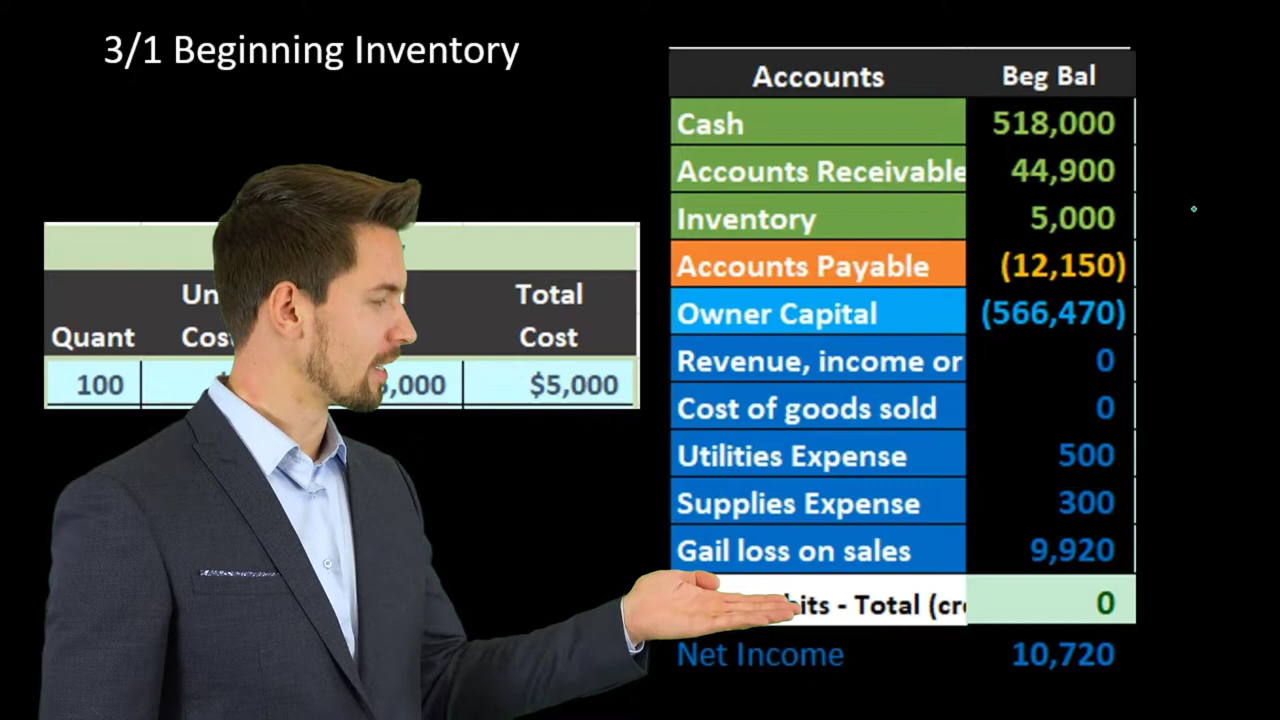 3/1 Beginning Inventory
Total
Quant Cost
100 $5,000
Accounts Beg Bal
Cash 518,000
Accounts Receivable 44,900
Inventory 5,000
Accounts Payable (12,150)
Owner Capital (566,470)
Revenue, income or 0
Cost of goods sold 0
Utilities Expense 500
Supplies Expense 300
Gail loss on sales 9,920
- Total 0
Net Income 10,720